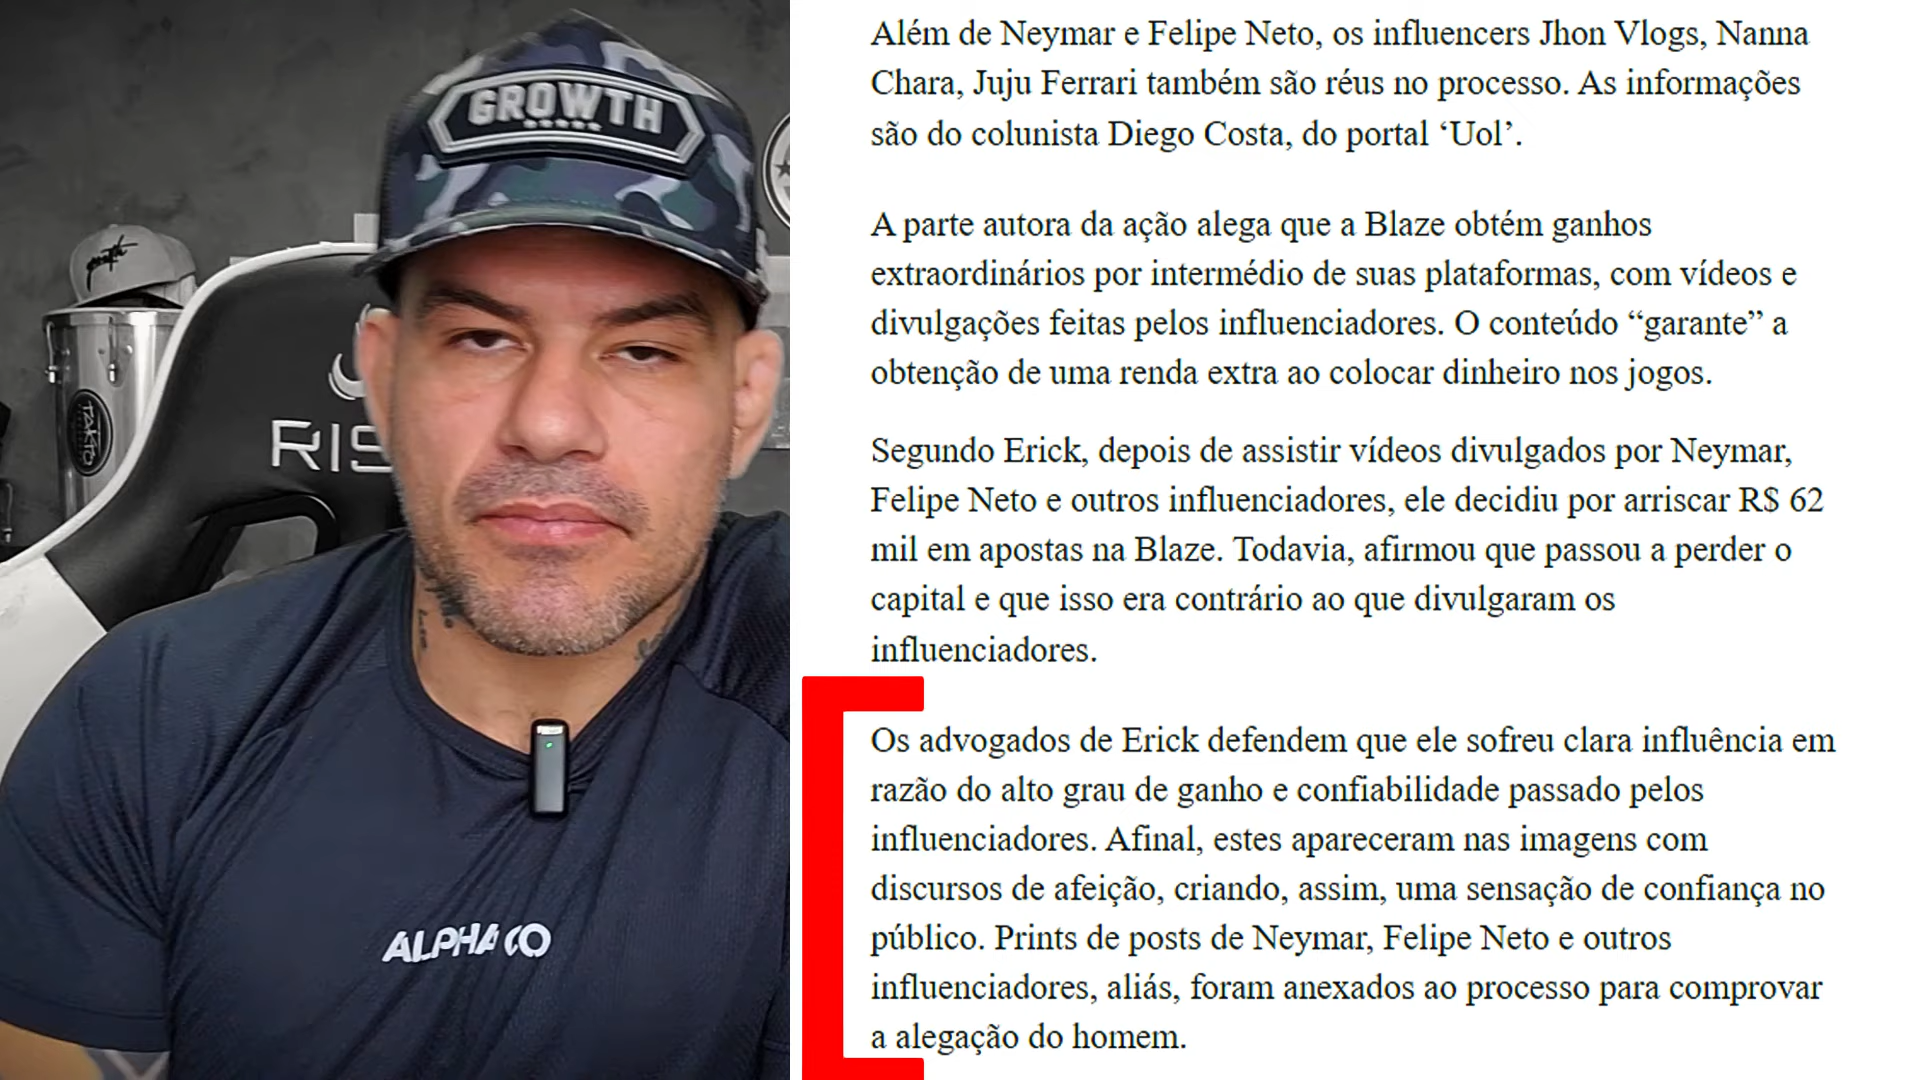 GROWTH
growth
TAKTO
RIS
ALPHA CO
Além de Neymar e Felipe Neto, os influencers Jhon Vlogs, Nanna
Chara, Juju Ferrari também são réus no processo. As informações
são do colunista Diego Costa, do portal ‘Uol’.
A parte autora da ação alega que a Blaze obtém ganhos
extraordinários por intermédio de suas plataformas, com vídeos e
divulgações feitas pelos influenciadores. O conteúdo “garante” a
obtenção de uma renda extra ao colocar dinheiro nos jogos.
Segundo Erick, depois de assistir vídeos divulgados por Neymar,
Felipe Neto e outros influenciadores, ele decidiu por arriscar R$ 62
mil em apostas na Blaze. Todavia, afirmou que passou a perder o
capital e que isso era contrário ao que divulgaram os
influenciadores.
Os advogados de Erick defendem que ele sofreu clara influência em
razão do alto grau de ganho e confiabilidade passado pelos
influenciadores. Afinal, estes apareceram nas imagens com
discursos de afeição, criando, assim, uma sensação de confiança no
público. Prints de posts de Neymar, Felipe Neto e outros
influenciadores, aliás, foram anexados ao processo para comprovar
a alegação do homem.